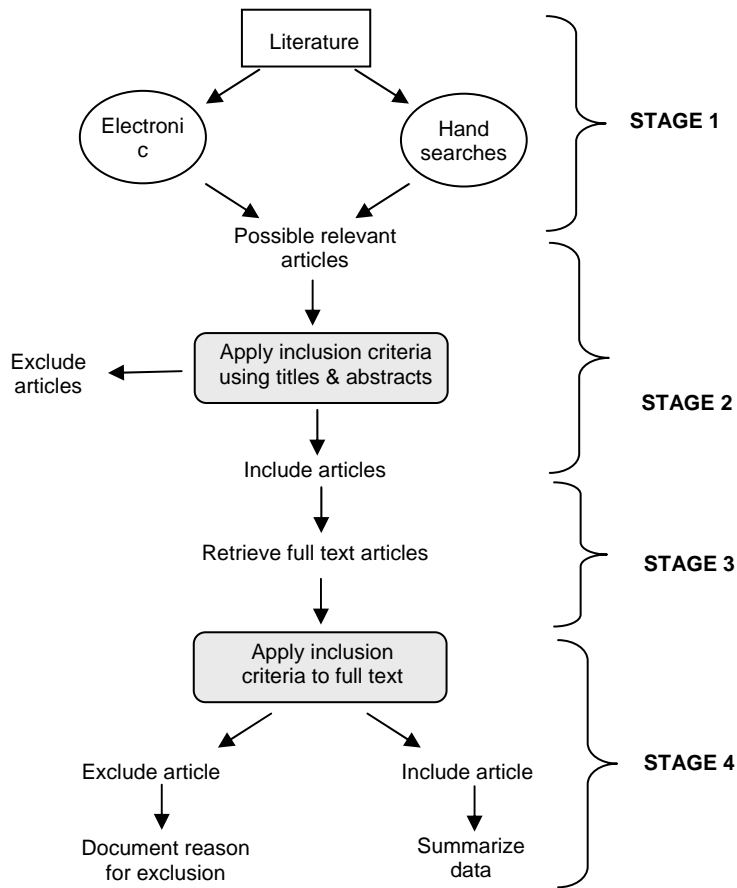 Literature
Electroni
c
Hand
searches
STAGE 1
Possible relevant
articles
Apply inclusion criteria
using titles & abstracts
Exclude
articles
STAGE 2
Include articles
Retrieve full text articles
STAGE 3
Apply inclusion
criteria to full text
Exclude article
Include article
STAGE 4
Document reason
for exclusion
Summarize
data